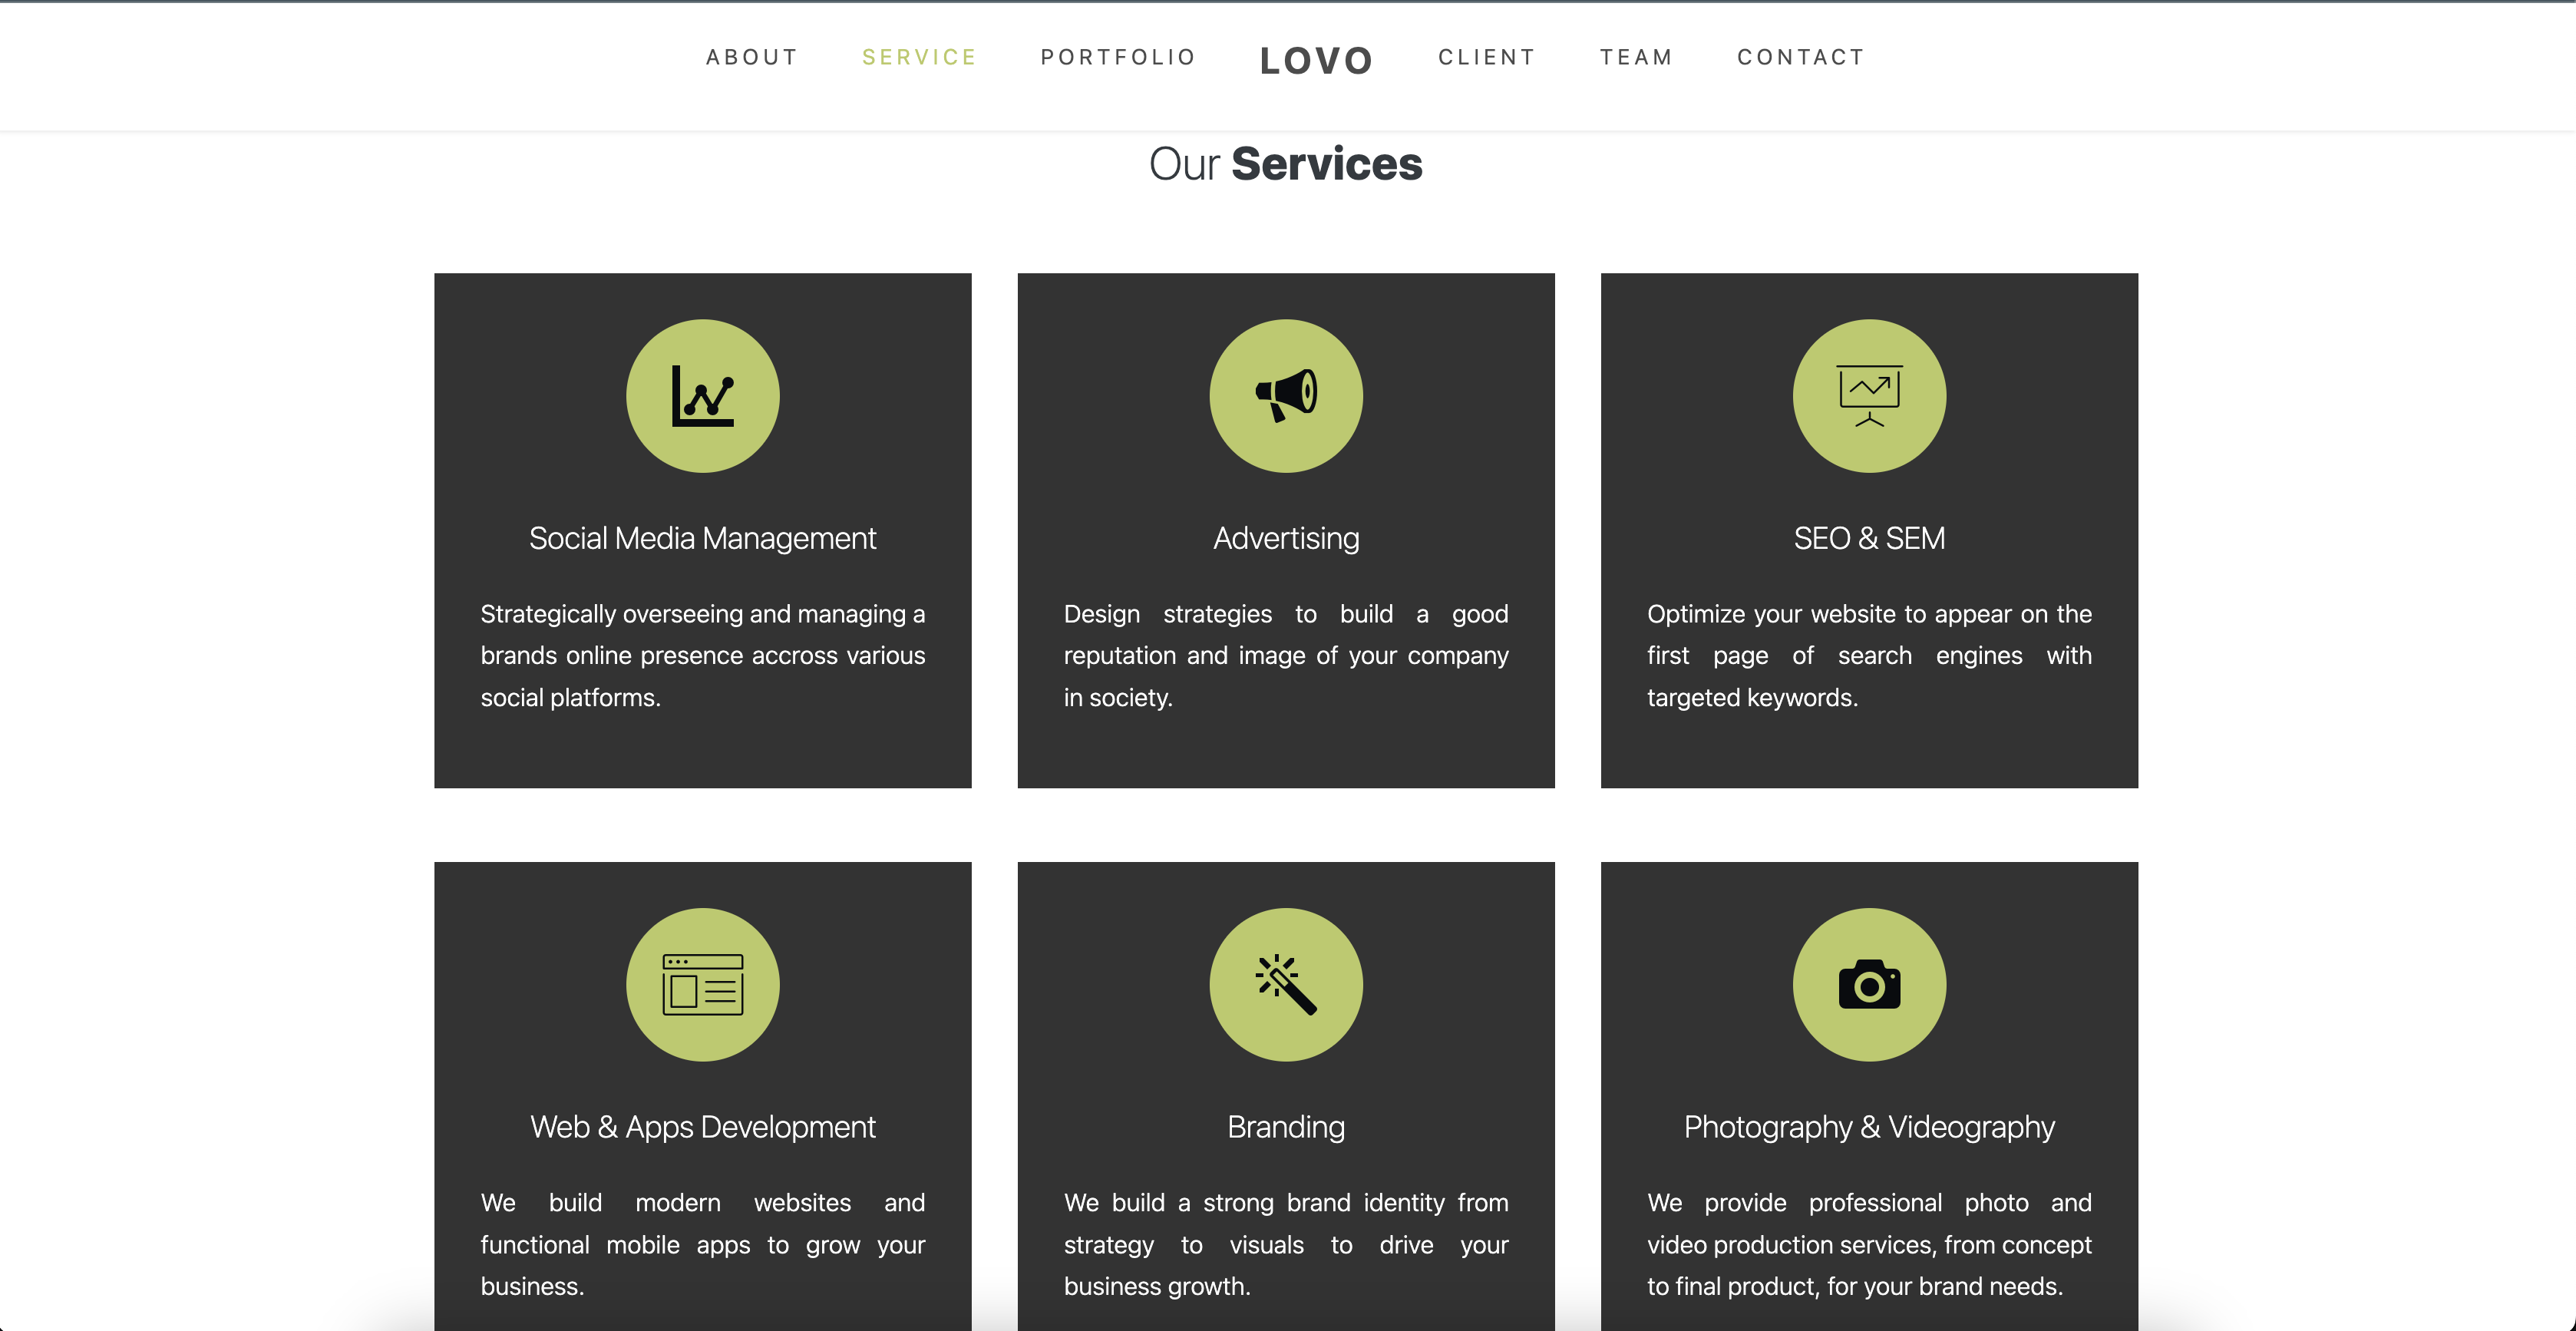 ABOUT SERVICE PORTFOLIO LOVO CLIENT TEAM CONTACT
Our Services
Social Media Management
Strategically overseeing and managing a
brands online presence accross various
social platforms.
Advertising
Design strategies to build a good
reputation and image of your company
in society.
SEO & SEM
Optimize your website to appear on the
first page of search engines with
targeted keywords.
Web & Apps Development
We build modern websites and
functional mobile apps to grow your
business.
Branding
We build a strong brand identity from
strategy to visuals to drive your
business growth.
Photography & Videography
We provide professional photo and
video production services, from concept
to final product, for your brand needs.